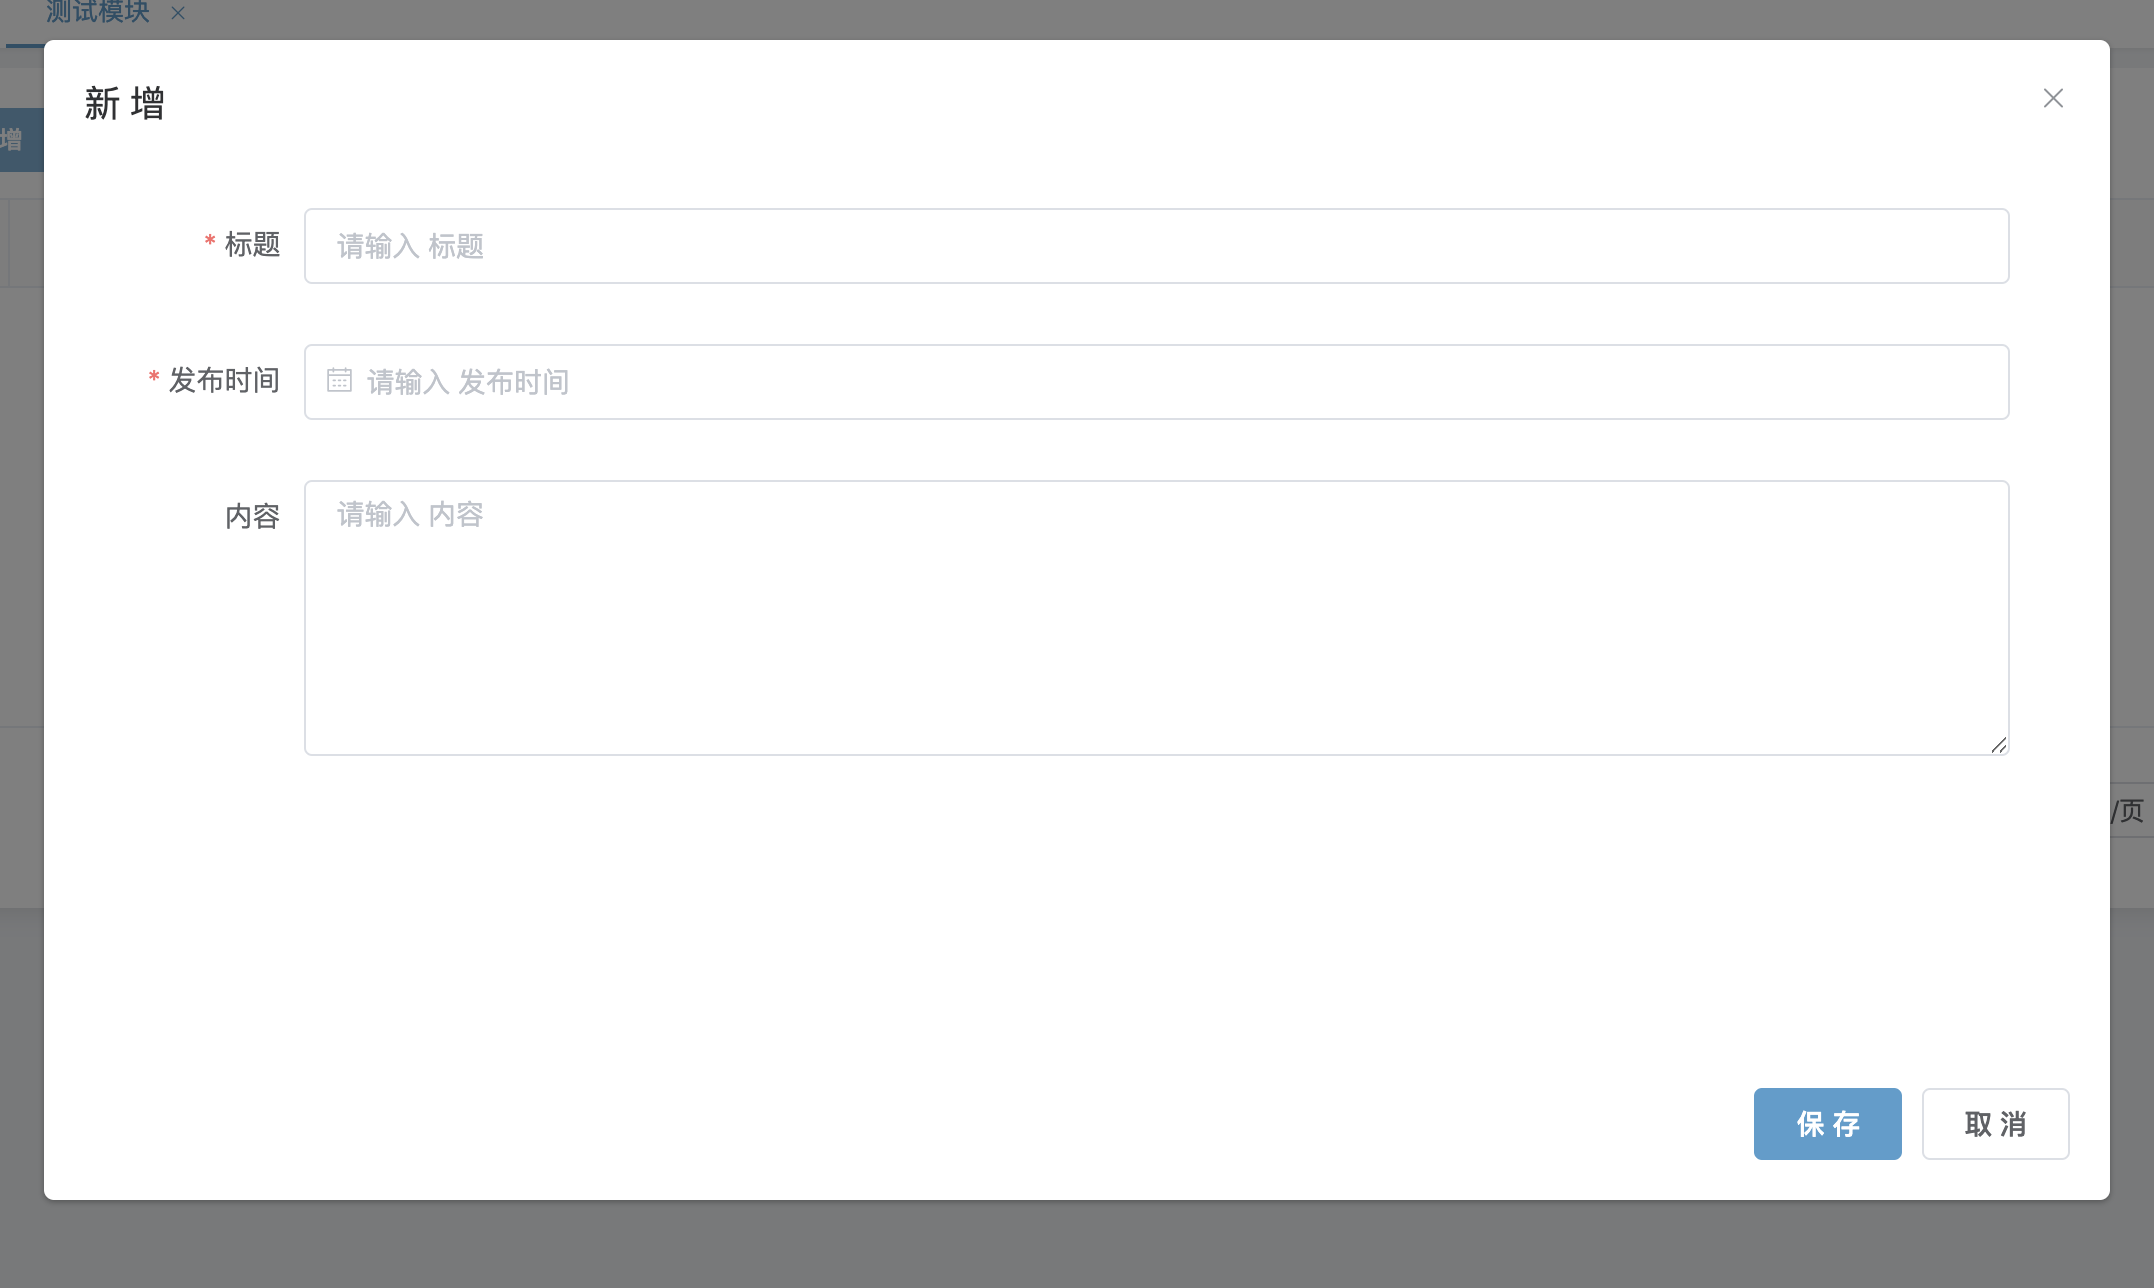 测试模块
新 增
增
* 标题
请输入 标题
* 发布时间
请输入 发布时间
内容
请输入 内容
/页
保 存
取 消